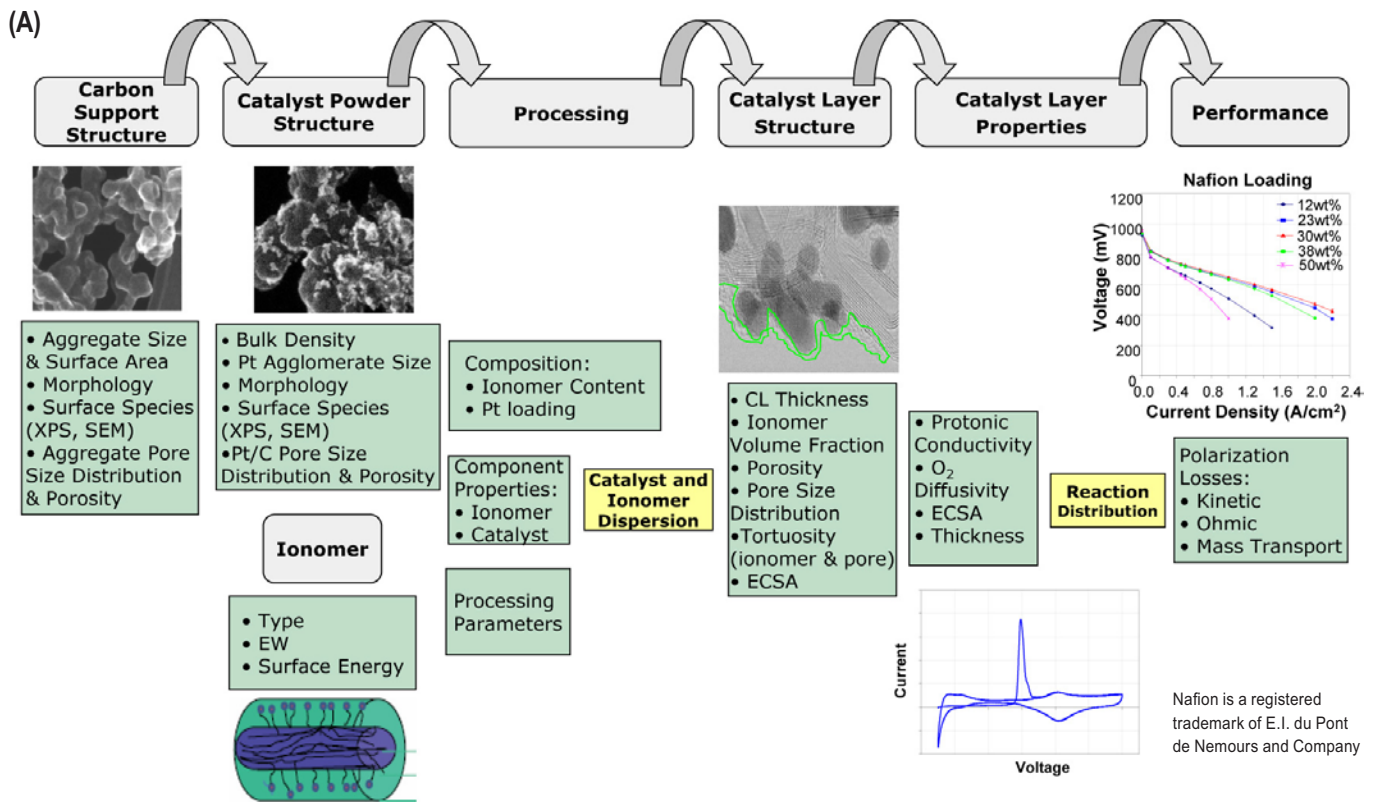 (A)
Carbon
Support
Structure
Catalyst Powder
Structure
Processing
Catalyst Layer
Structure
Catalyst Layer
Properties
Performance
• Aggregate Size
& Surface Area
• Morphology
• Surface Species
(XPS, SEM)
• Aggregate Pore
Size Distribution
& Porosity
• Bulk Density
• Pt Agglomerate Size
• Morphology
• Surface Species
(XPS, SEM)
•Pt/C Pore Size
Distribution & Porosity
Ionomer
• Type
• EW
• Surface Energy
Composition:
• Ionomer Content
• Pt loading
Component
Properties:
• Ionomer
• Catalyst
Processing
Parameters
Catalyst and
Ionomer
Dispersion
• CL Thickness
• Ionomer
Volume Fraction
• Porosity
• Pore Size
Distribution
•Tortuosity
(ionomer & pore)
• ECSA
• Protonic
Conductivity
• O2
Diffusivity
• ECSA
• Thickness
Current
Voltage
Reaction
Distribution
Nafion Loading
12wt%
23wt%
30wt%
38wt%
50wt%
Voltage (mV)
1200
1000
800
600
400
200
0
0.0 0.4 0.8 1.2 1.6 2.0 2.4
Current Density (A/cm²)
Polarization
Losses:
• Kinetic
• Ohmic
• Mass Transport
Nafion is a registered
trademark of E.I. du Pont
de Nemours and Company